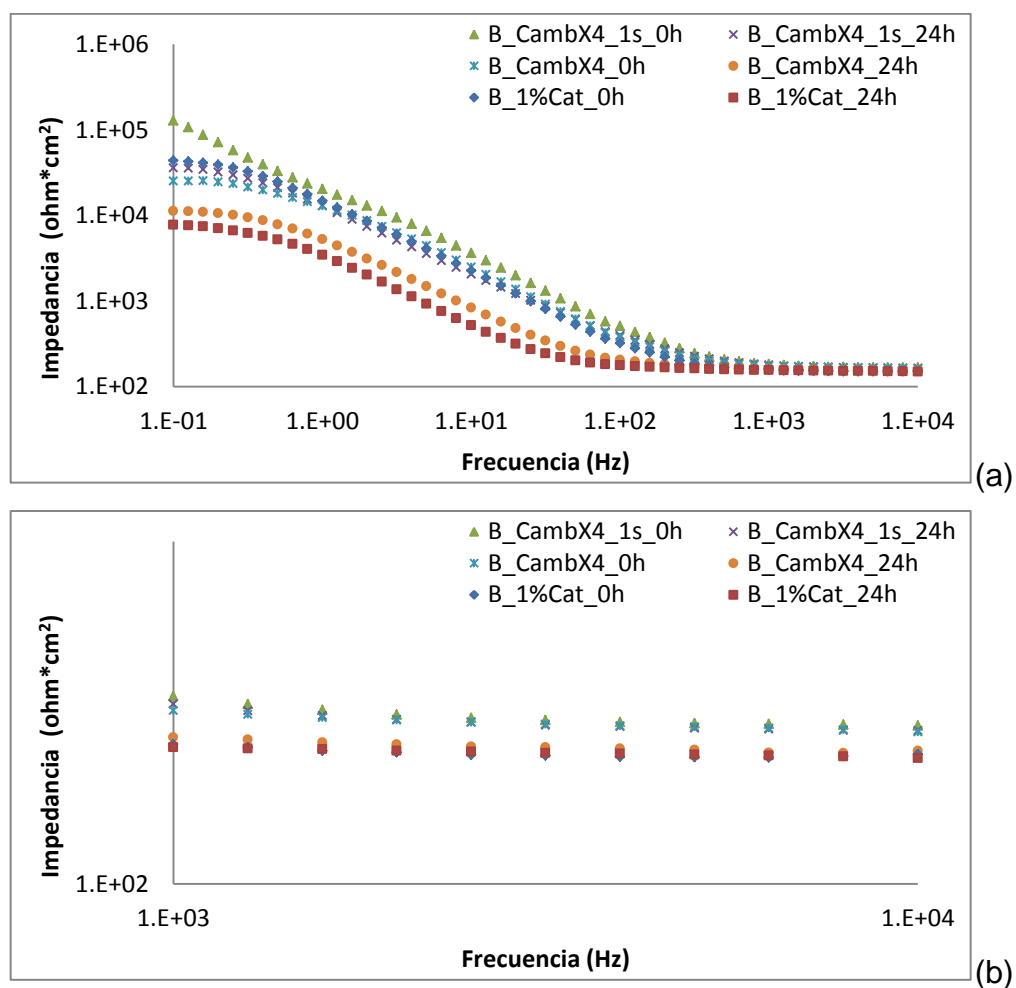 1.E+06
B_CambX4_1s_0h B_CambX4_1s_24h
B_CambX4_0h B_CambX4_24h
B_1%Cat_0h B_1%Cat_24h
1.E+05
1.E+04
1.E+03
1.E+02
Impedancia (ohm*cm²)
1.E-01 1.E+00 1.E+01 1.E+02 1.E+03 1.E+04
Frecuencia (Hz)
(a)
B_CambX4_1s_0h B_CambX4_1s_24h
B_CambX4_0h B_CambX4_24h
B_1%Cat_0h B_1%Cat_24h
Impedancia (ohm*cm²)
1.E+02
1.E+03 1.E+04
Frecuencia (Hz)
(b)